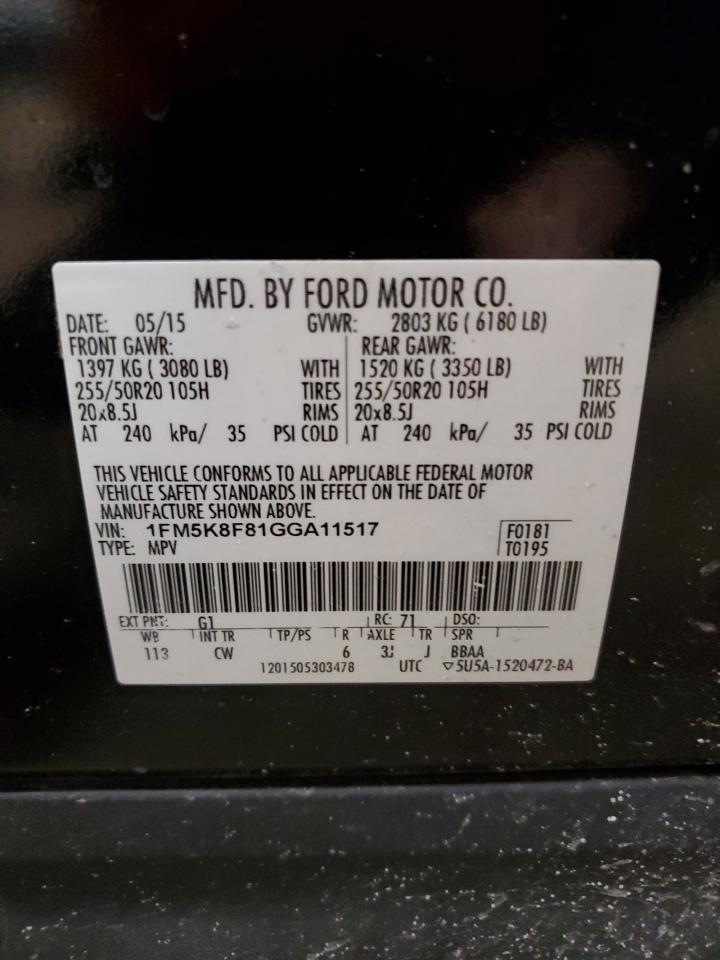 MFD. BY FORD MOTOR CO.
DATE: 05/15 GVWR: 2803 KG ( 6180 LB)
FRONT GAWR: REAR GAWR:
1397 KG ( 3080 LB) WITH 1520 KG ( 3350 LB) WITH
255/50R20 105H TIRES 255/50R20 105H TIRES
20x8.5J RIMS 20x8.5J RIMS
AT 240 kPa/ 35 PSI COLD AT 240 kPa/ 35 PSI COLD
THIS VEHICLE CONFORMS TO ALL APPLICABLE FEDERAL MOTOR
VEHICLE SAFETY STANDARDS IN EFFECT ON THE DATE OF
MANUFACTURE SHOWN ABOVE.
VIN: 1FM5K8F81GGA11517 F0181
TYPE: MPV T0195
EXT PNT: G1 RC: 71 DSO:
WB INT TR TP/PS R AXLE TR SPR
113 CW 6 3J J BBAA
1201505303478 UTC ▽5U5A-1520472-BA